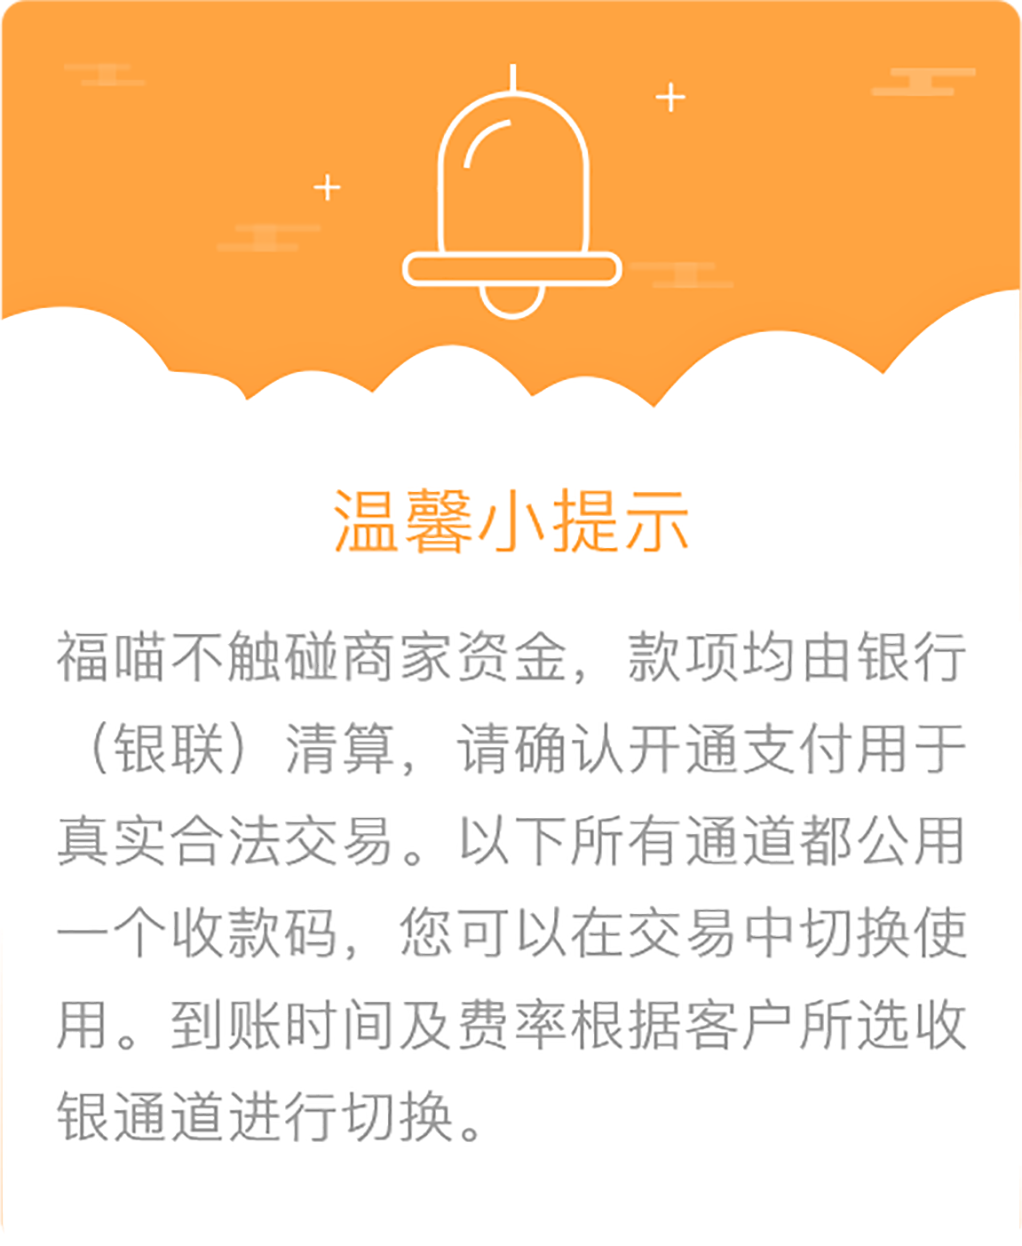 温馨小提示
福喵不触碰商家资金，款项均由银行
（银联）清算，请确认开通支付用于
真实合法交易。以下所有通道都公用
一个收款码，您可以在交易中切换使
用。到账时间及费率根据客户所选收
银通道进行切换。